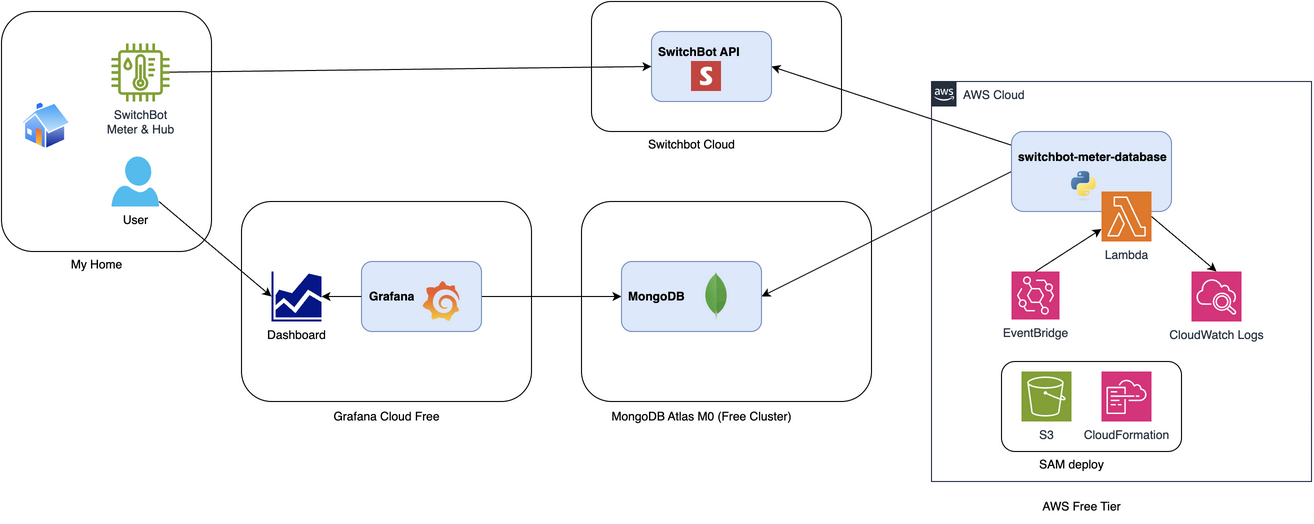 SwitchBot
Meter & Hub
User
My Home
SwitchBot API
S
Switchbot Cloud
Grafana
Dashboard
Grafana Cloud Free
MongoDB
MongoDB Atlas M0 (Free Cluster)
aws
AWS Cloud
switchbot-meter-database
Lambda
EventBridge
CloudWatch Logs
S3
CloudFormation
SAM deploy
AWS Free Tier